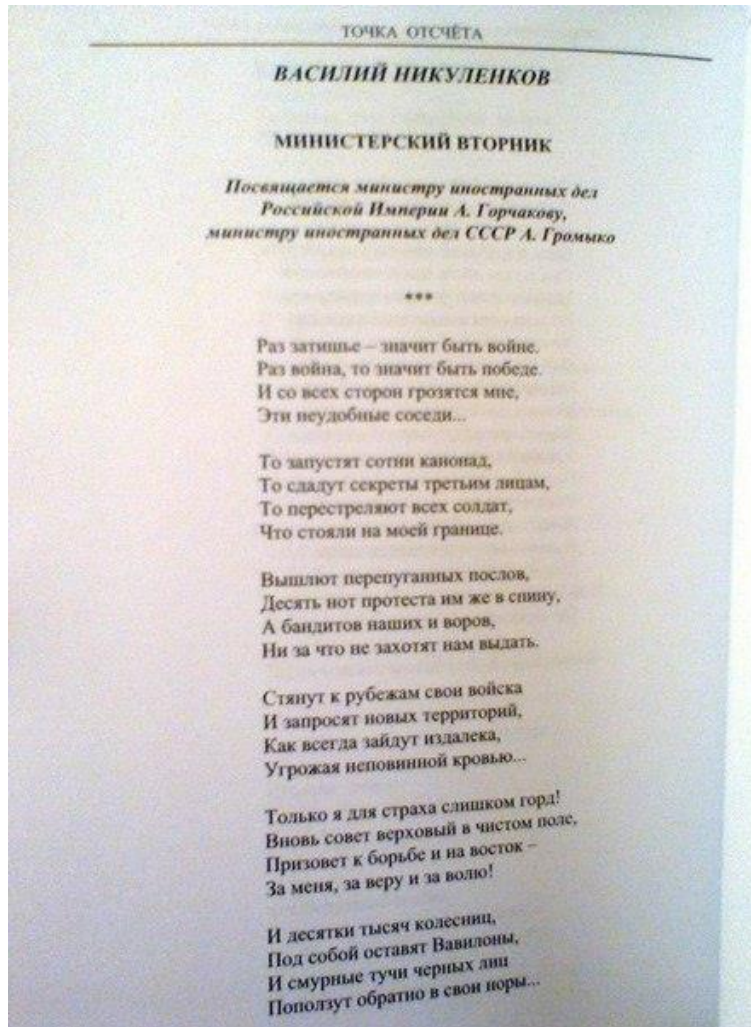 ТОЧКА ОТСЧЁТА
ВАСИЛИЙ НИКУЛЕНКОВ
МИНИСТЕРСКИЙ ВТОРНИК
Посвящается министру иностранных дел
Российской Империи А. Горчакову,
министру иностранных дел СССР А. Громыко
***
Раз затишье – значит быть войне.
Раз война, то значит быть победе.
И со всех сторон грозятся мне,
Эти неудобные соседи...
То запустят сотни канонад,
То сдадут секреты третьим лицам,
То перестреляют всех солдат,
Что стояли на моей границе.
Вышлют перепуганных послов,
Десять нот протеста им же в спину,
А бандитов наших и воров,
Ни за что не захотят нам выдать.
Стянут к рубежам свои войска
И запросят новых территорий,
Как всегда зайдут издалека,
Угрожая неповинной кровью...
Только я для страха слишком горд!
Вновь совет верховый в чистом поле,
Призовет к борьбе и на восток –
За меня, за веру и за волю!
И десятки тысяч колесниц,
Под собой оставят Вавилоны,
И смурные тучи черных лиц
Поползут обратно в свои норы...